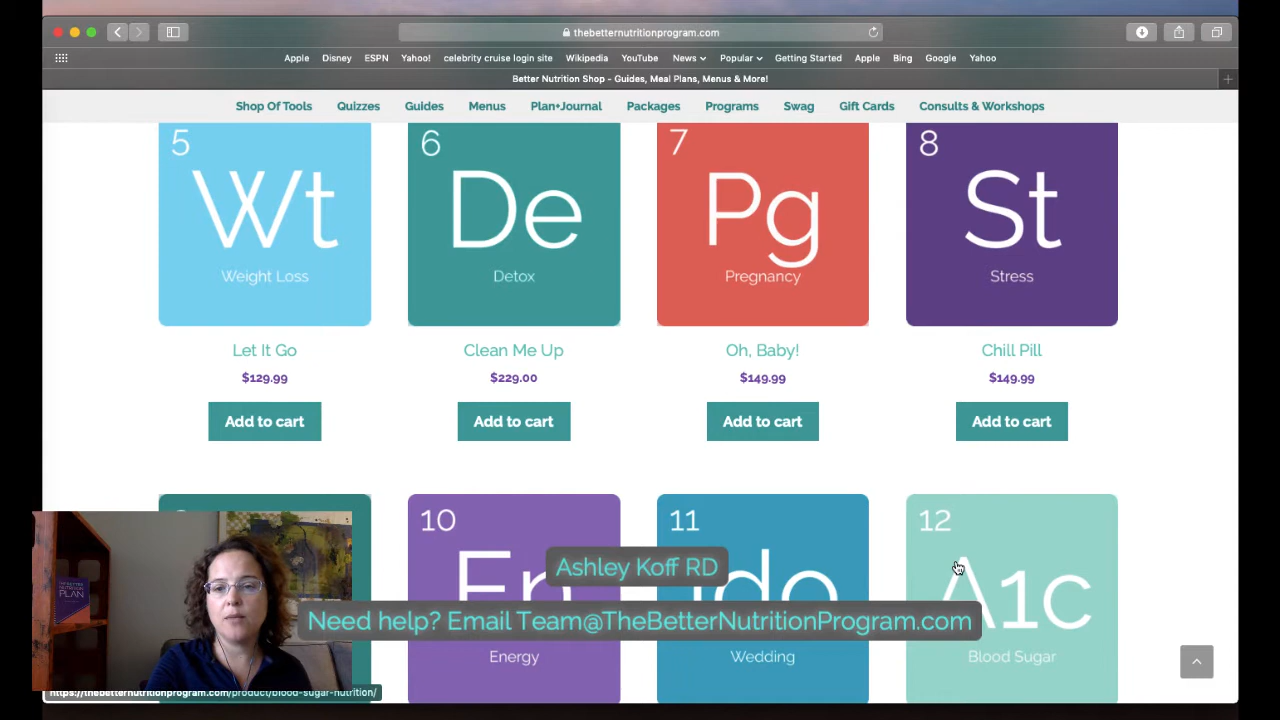 thebetternutritionprogram.com
Apple Disney ESPN Yahoo! celebrity cruise login site Wikipedia YouTube News Popular Getting Started Apple Bing Google Yahoo
Better Nutrition Shop - Guides, Meal Plans, Menus & More!
Shop Of Tools Quizzes Guides Menus Plan+Journal Packages Programs Swag Gift Cards Consults & Workshops
5 6 7 8
Wt De Pg St
Weight Loss Detox Pregnancy Stress
Let It Go Clean Me Up Oh, Baby! Chill Pill
$129.99 $229.00 $149.99 $149.99
Add to cart Add to cart Add to cart Add to cart
10 11 12
Ashley Koff RD
A1c
THE BETTER NUTRITION PLAN
Need help? Email Team@TheBetterNutritionProgram.com
Energy Wedding Blood Sugar
https://thebetternutritionprogram.com/product/blood-sugar-nutrition/